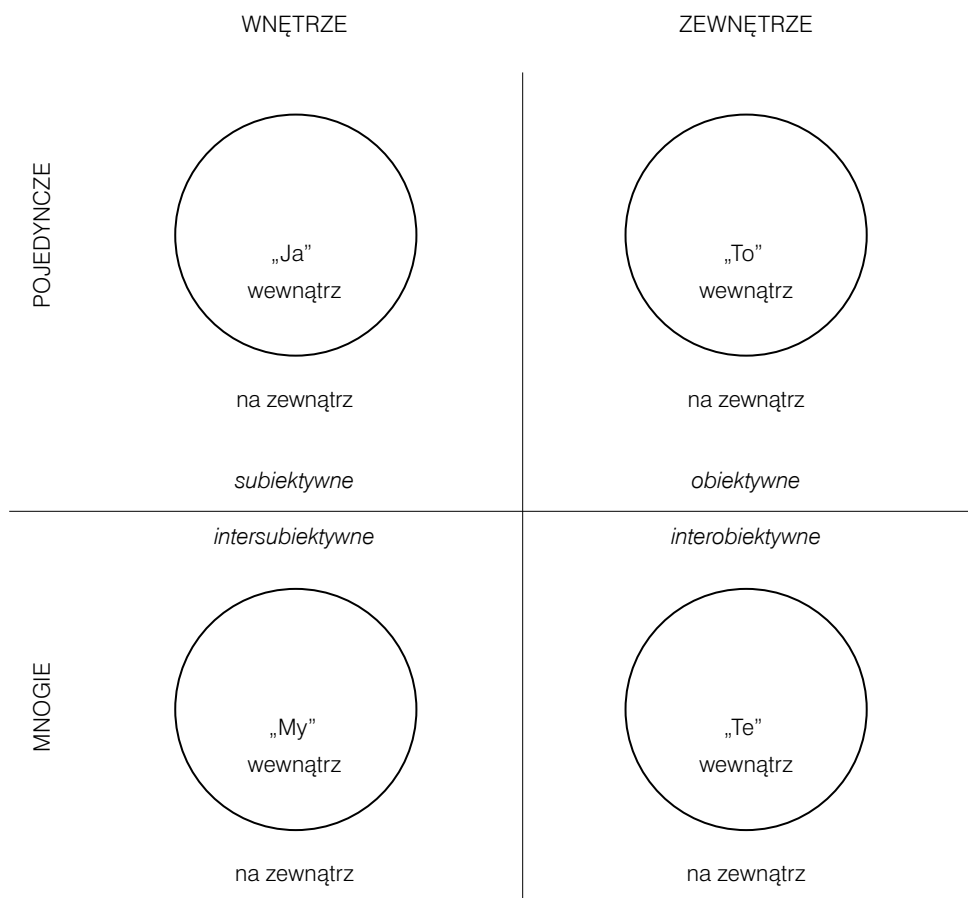 WNĘTRZE
ZEWNĘTRZE
POJEDYNCZE
„Ja”
wewnątrz
na zewnątrz
subiektywne
„To”
wewnątrz
na zewnątrz
obiektywne
MNOGIE
intersubiektywne
„My”
wewnątrz
na zewnątrz
interobiektywne
„Te”
wewnątrz
na zewnątrz